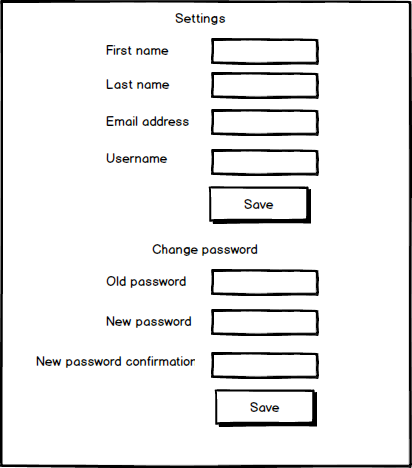 Settings
First name
Last name
Email address
Username
Save
Change password
Old password
New password
New password confirmatior
Save